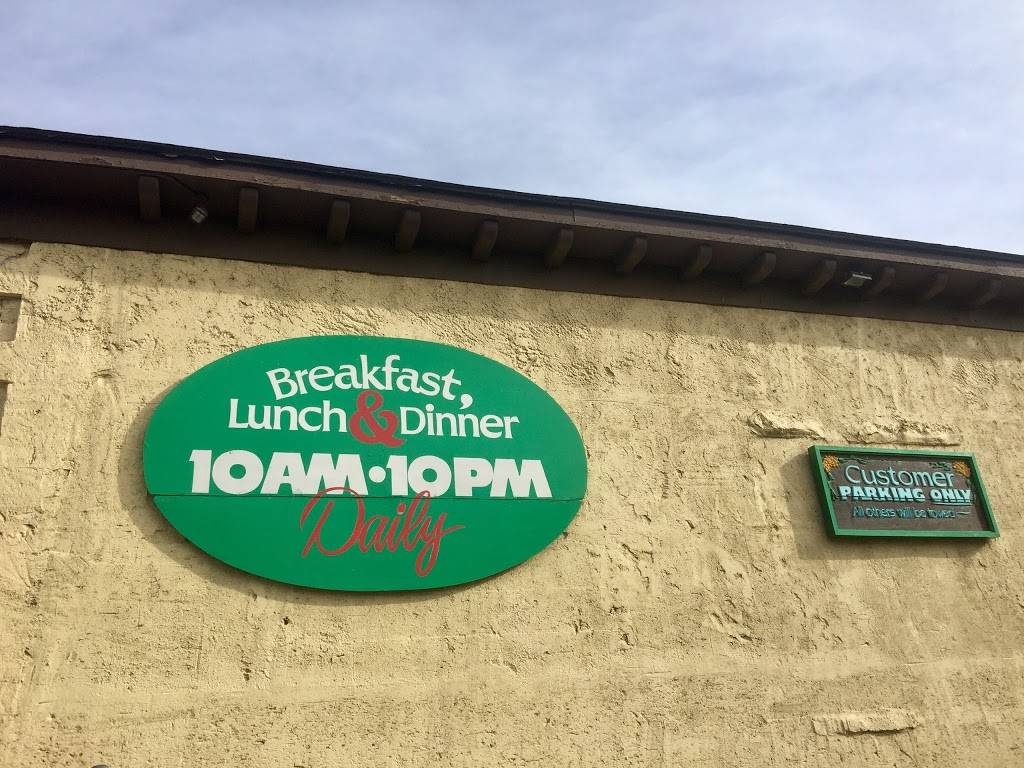 Breakfast,
Lunch & Dinner
10AM·10PM
Daily
Customer
PARKING ONLY
All others will be towed